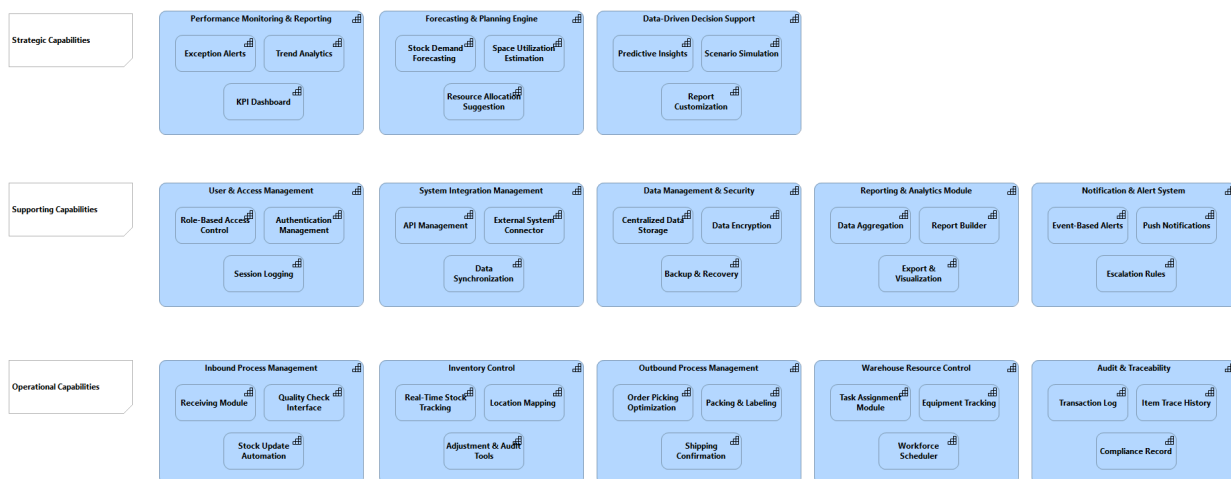 Strategic Capabilities
Performance Monitoring & Reporting
Exception Alerts
Trend Analytics
KPI Dashboard
Forecasting & Planning Engine
Stock Demand
Forecasting
Space Utilization
Estimation
Resource Allocation
Suggestion
Data-Driven Decision Support
Predictive Insights
Scenario Simulation
Report
Customization
Supporting Capabilities
User & Access Management
Role-Based Access
Control
Authentication
Management
Session Logging
System Integration Management
API Management
External System
Connector
Data
Synchronization
Data Management & Security
Centralized Data
Storage
Data Encryption
Backup & Recovery
Reporting & Analytics Module
Data Aggregation
Report Builder
Export &
Visualization
Notification & Alert System
Event-Based Alerts
Push Notifications
Escalation Rules
Operational Capabilities
Inbound Process Management
Receiving Module
Quality Check
Interface
Stock Update
Automation
Inventory Control
Real-Time Stock
Tracking
Location Mapping
Adjustment & Audit
Tools
Outbound Process Management
Order Picking
Optimization
Packing & Labeling
Shipping
Confirmation
Warehouse Resource Control
Task Assignment
Module
Equipment Tracking
Workforce
Scheduler
Audit & Traceability
Transaction Log
Item Trace History
Compliance Record